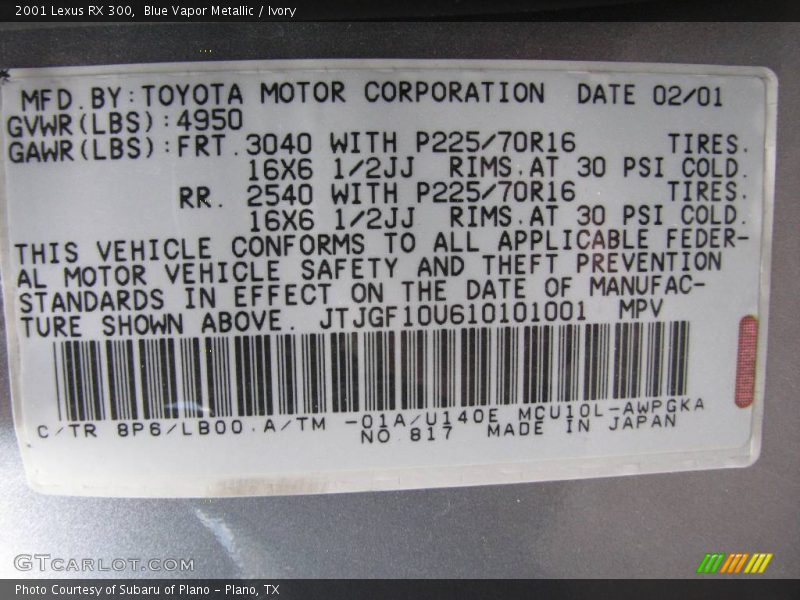 2001 Lexus RX 300, Blue Vapor Metallic / Ivory
MFD.BY:TOYOTA MOTOR CORPORATION DATE 02/01
GVWR(LBS):4950
GAWR(LBS):FRT.3040 WITH P225/70R16 TIRES.
16X6 1/2JJ RIMS.AT 30 PSI COLD.
RR. 2540 WITH P225/70R16 TIRES.
16X6 1/2JJ RIMS.AT 30 PSI COLD.
THIS VEHICLE CONFORMS TO ALL APPLICABLE FEDER-
AL MOTOR VEHICLE SAFETY AND THEFT PREVENTION
STANDARDS IN EFFECT ON THE DATE OF MANUFAC-
TURE SHOWN ABOVE. JTJGF10U610101001 MPV
C/TR 8P6/LB00.A/TM -01A/U140E MCU10L-AWPGKA
NO.817 MADE IN JAPAN
GTCARLOT.COM
Photo Courtesy of Subaru of Plano - Plano, TX